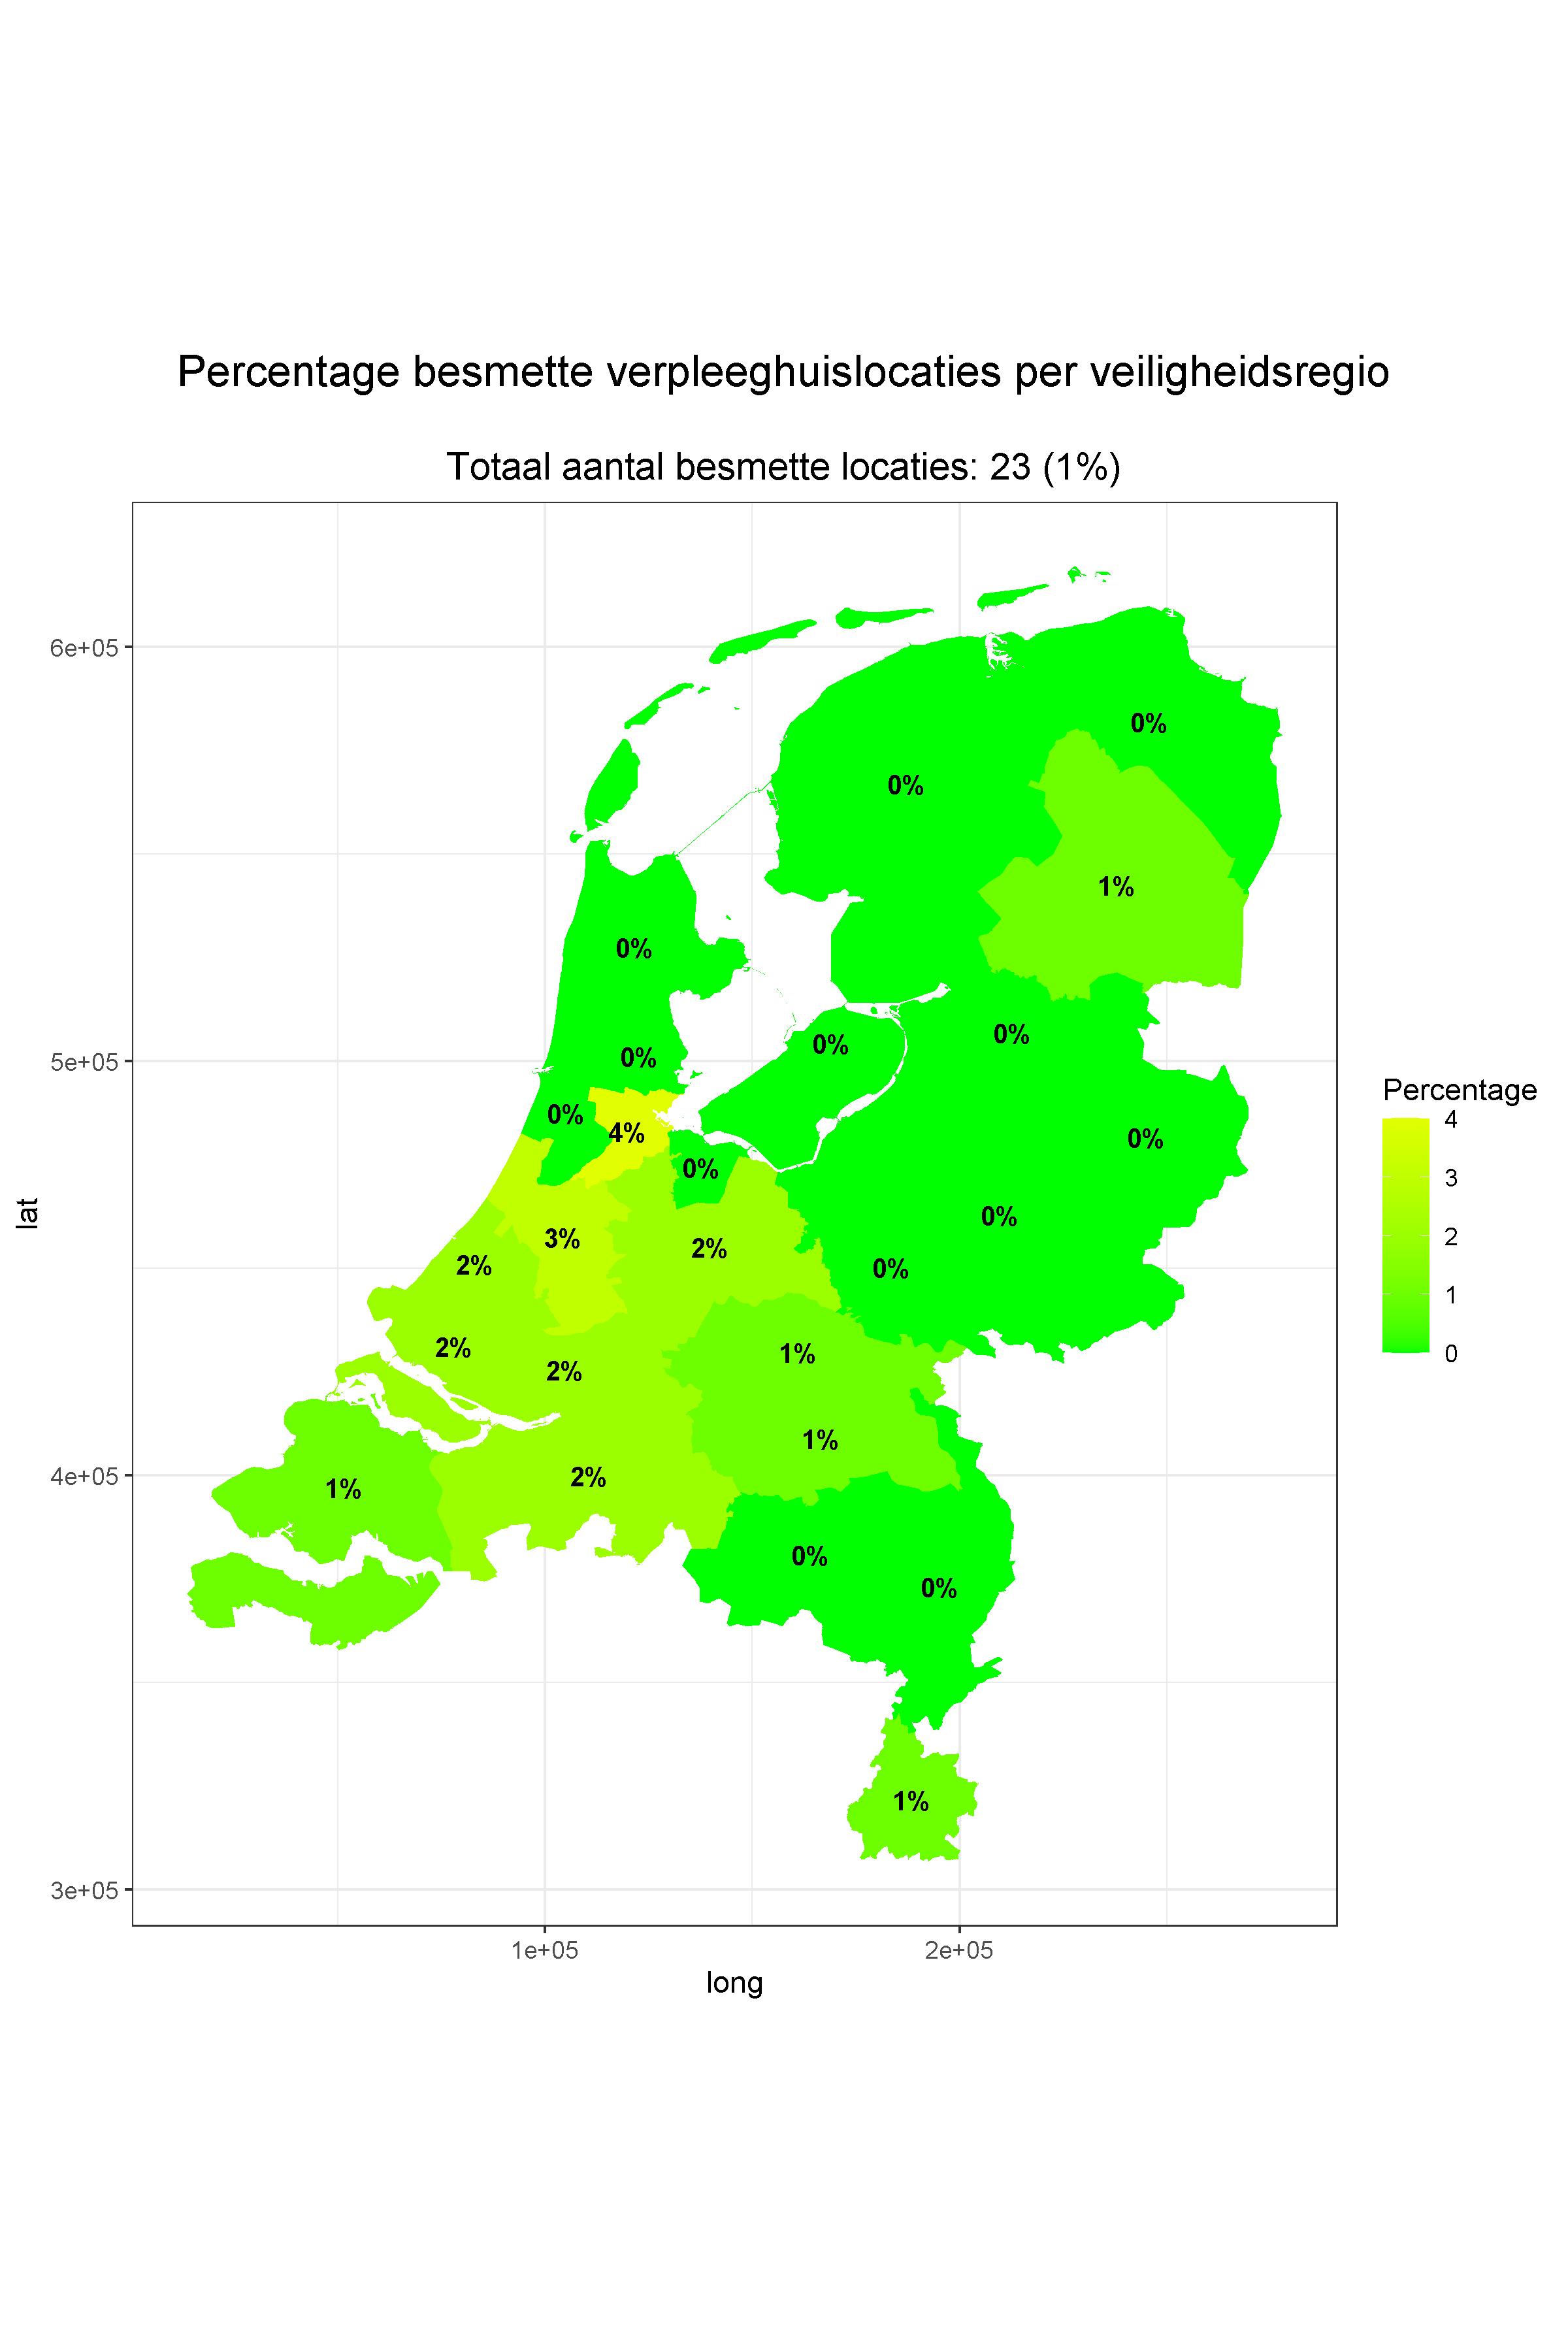 Percentage besmette verpleeghuislocaties per veiligheidsregio
Totaal aantal besmette locaties: 23 (1%)
6e+05
0%
0%
1%
0%
0%
0%
0%
5e+05
Percentage
0%
4
4%
0%
0%
3
lat
0%
3%
2%
2
2%
0%
1
2%
1%
0
2%
1%
4e+05
2%
1%
0%
0%
1%
3e+05
1e+05
2e+05
long